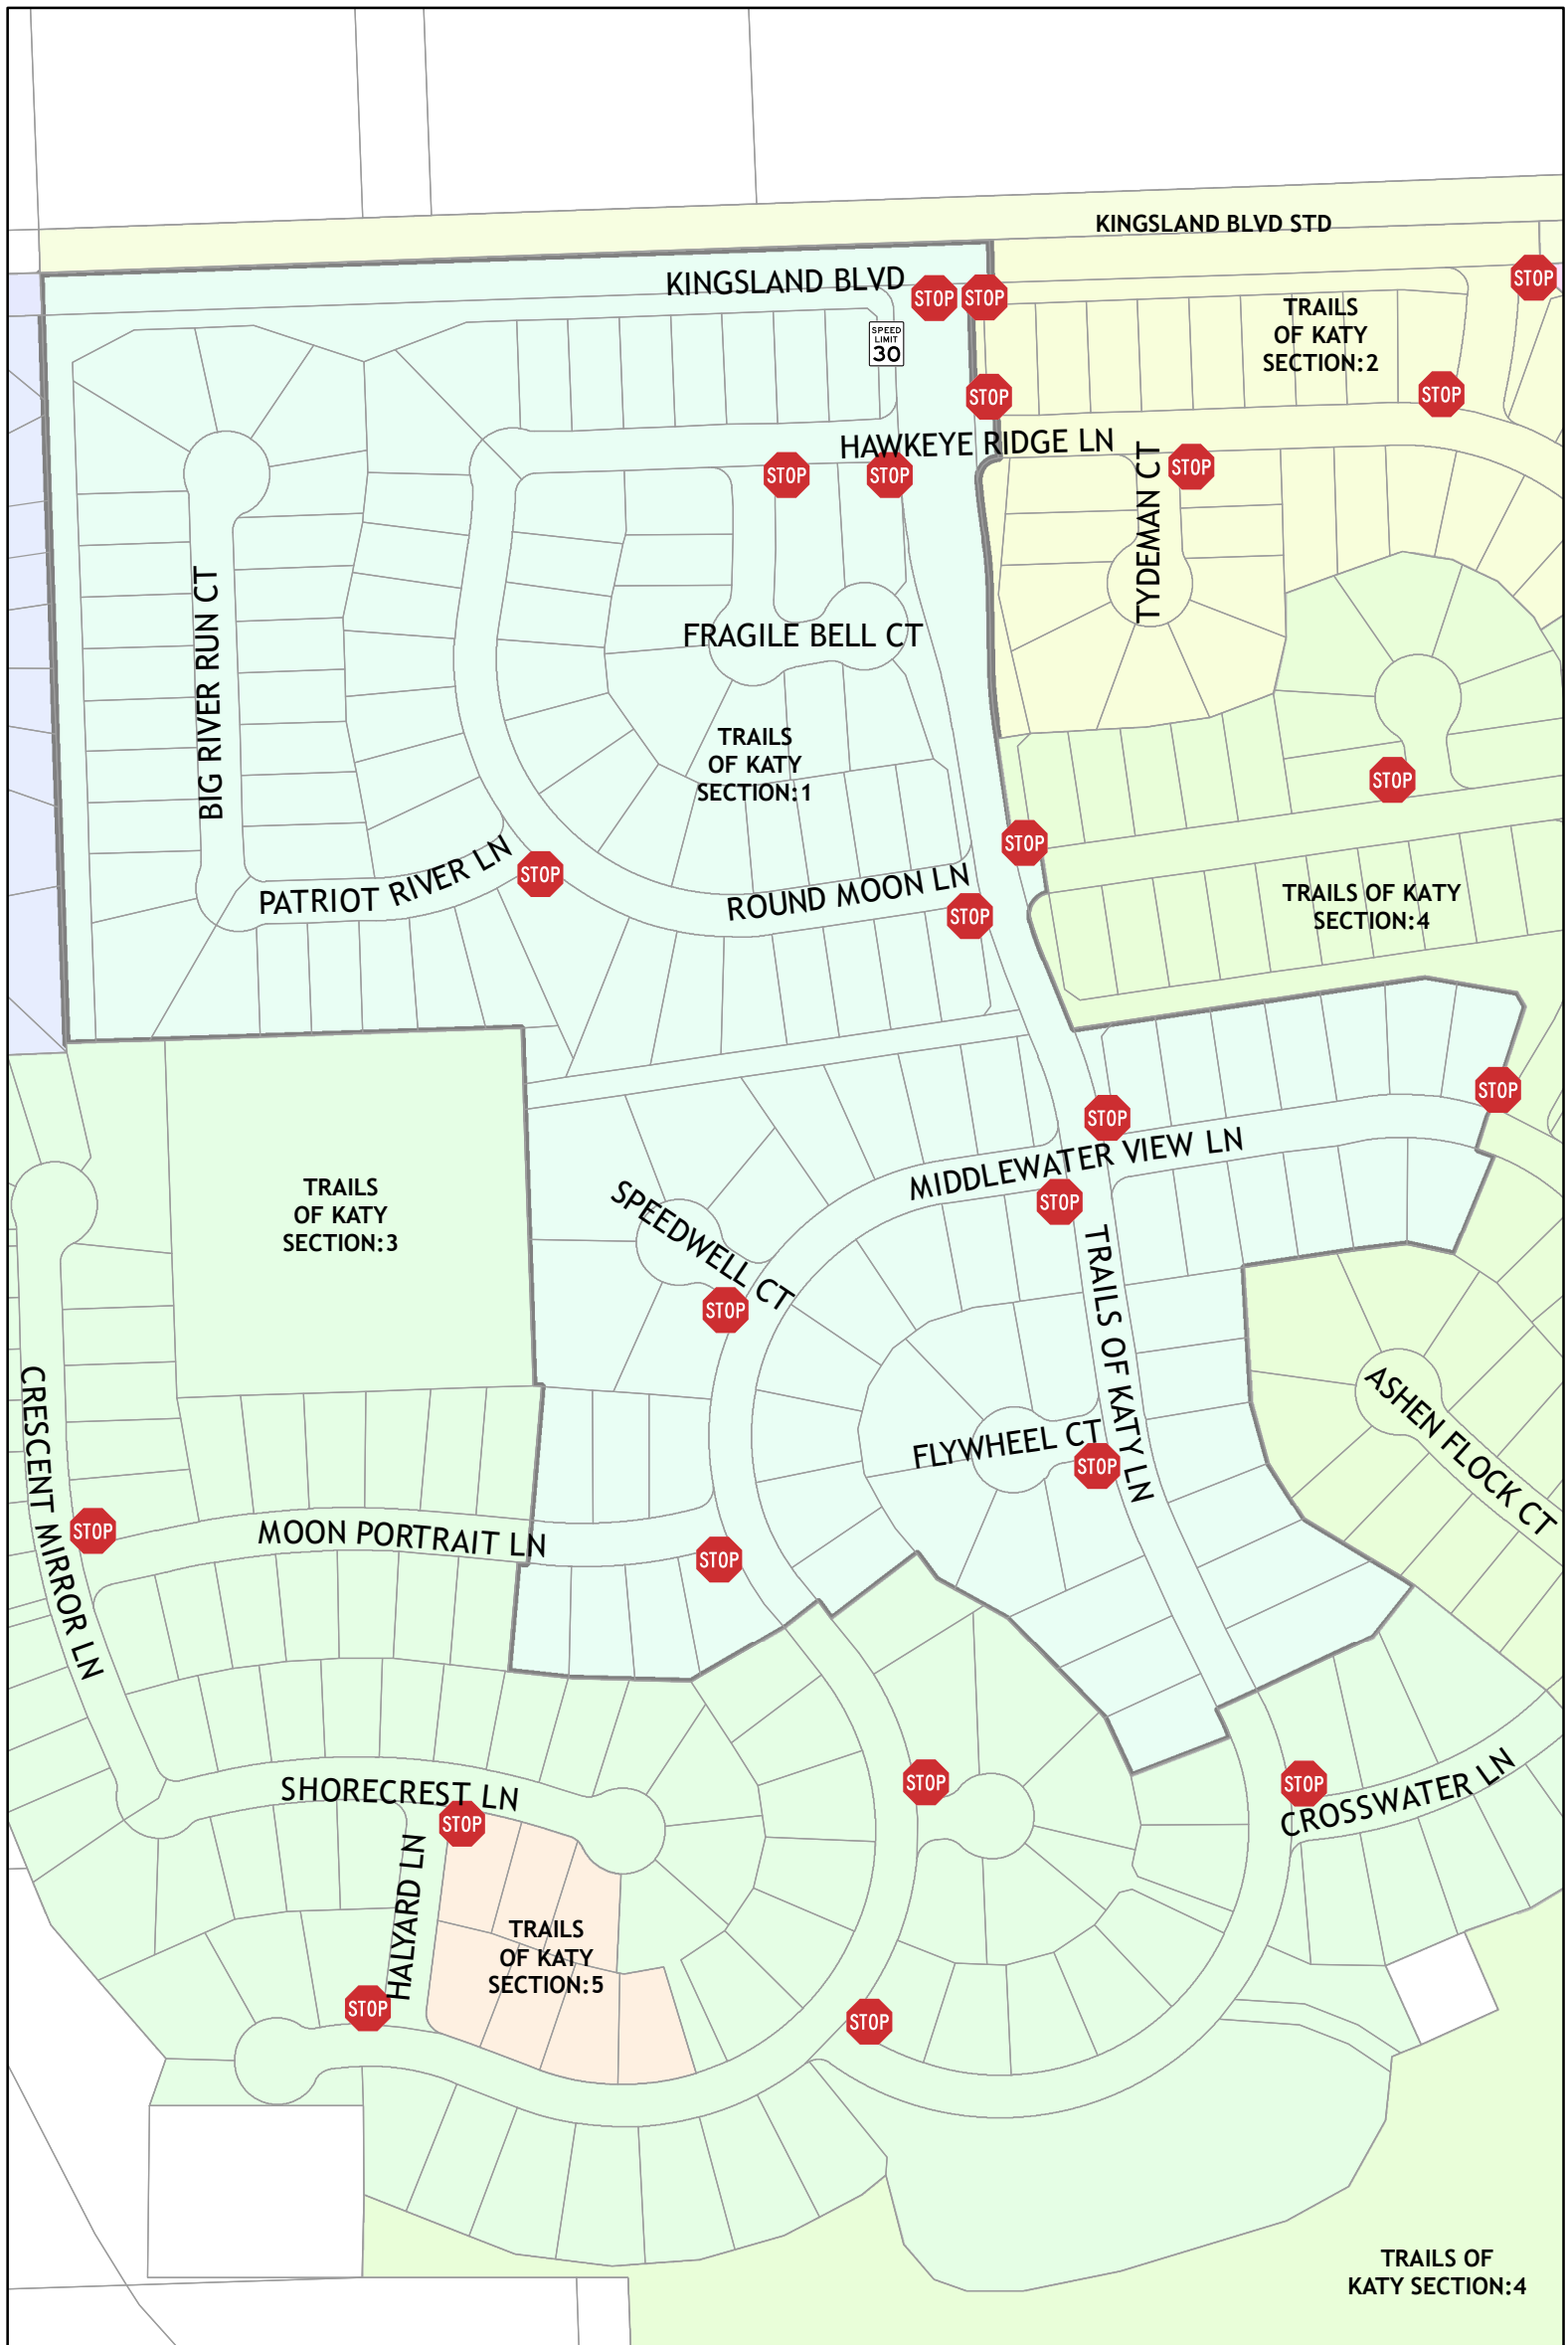 KINGSLAND BLVD STD
KINGSLAND BLVD
STOP
STOP
STOP
TRAILS
OF KATY
SECTION:2
SPEED
LIMIT
30
STOP
STOP
HAWKEYE RIDGE LN
STOP
STOP
TYDEMAN CT
STOP
BIG RIVER RUN CT
FRAGILE BELL CT
TRAILS
OF KATY
SECTION:1
STOP
STOP
PATRIOT RIVER LN
STOP
ROUND MOON LN
STOP
TRAILS OF KATY
SECTION:4
STOP
STOP
MIDDLEWATER VIEW LN
STOP
TRAILS
OF KATY
SECTION:3
SPEEDWELL CT
STOP
TRAILS OF KATY LN
FLYWHEEL CT
STOP
ASHEN FLOCK CT
CRESCENT MIRROR LN
STOP
MOON PORTRAIT LN
STOP
STOP
STOP
CROSSWATER LN
SHORECREST LN
STOP
HALYARD LN
TRAILS
OF KATY
SECTION:5
STOP
STOP
TRAILS OF
KATY SECTION:4